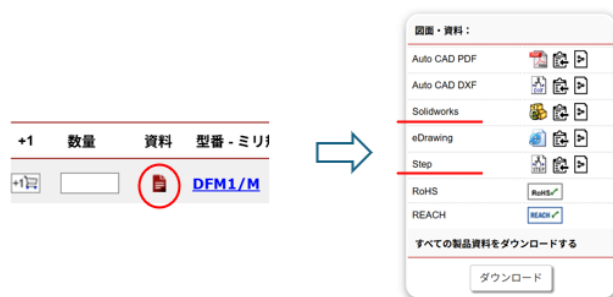 +1 数量 資料 型番 - ミリ
+1 DFM1/M
図面・資料：
Auto CAD PDF
Auto CAD DXF
DXF
Solidworks
eDrawing
Step
STEP
RoHS RoHS✓
REACH REACH✓
すべての製品資料をダウンロードする
ダウンロード